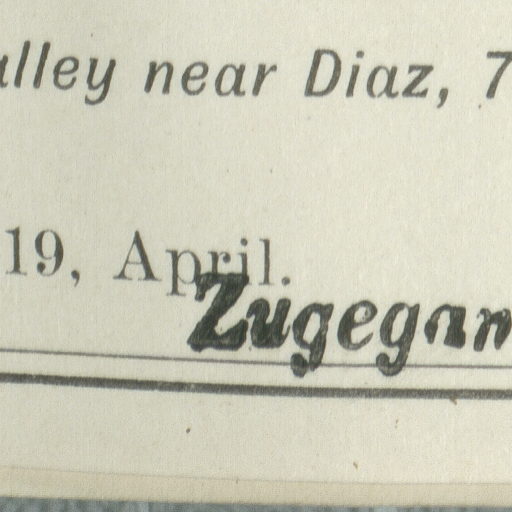 alley near Diaz, 7
19, April.
Zugegan